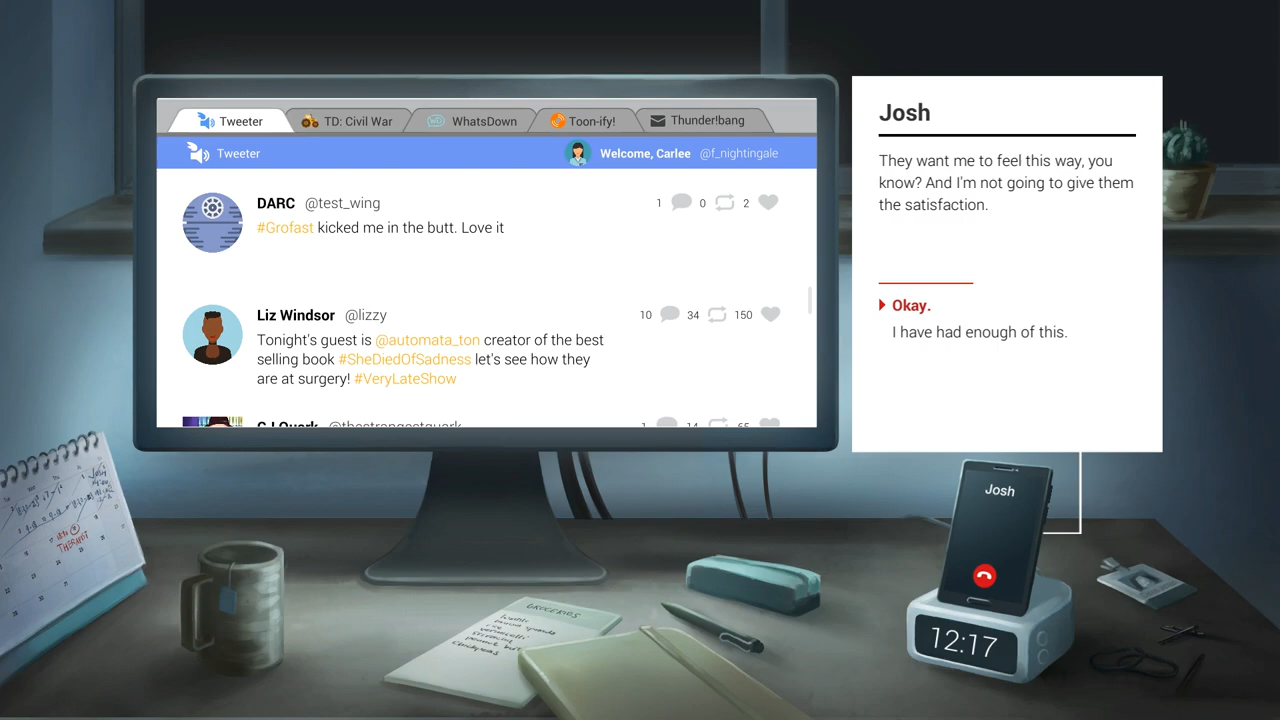 Tweeter
TD: Civil War
WhatsDown
Toon-ify!
Thunder!bang
Tweeter
Welcome, Carlee @f_nightingale
DARC @test_wing
1 0 2
#Grofast kicked me in the butt. Love it
Liz Windsor @lizzy
10 34 150
Tonight's guest is @automata_ton creator of the best
selling book #SheDiedOfSadness let's see how they
are at surgery! #VeryLateShow
Josh
They want me to feel this way, you
know? And I'm not going to give them
the satisfaction.
Okay.
I have had enough of this.
Josh
12:17
THERAPIST
GROCERIES